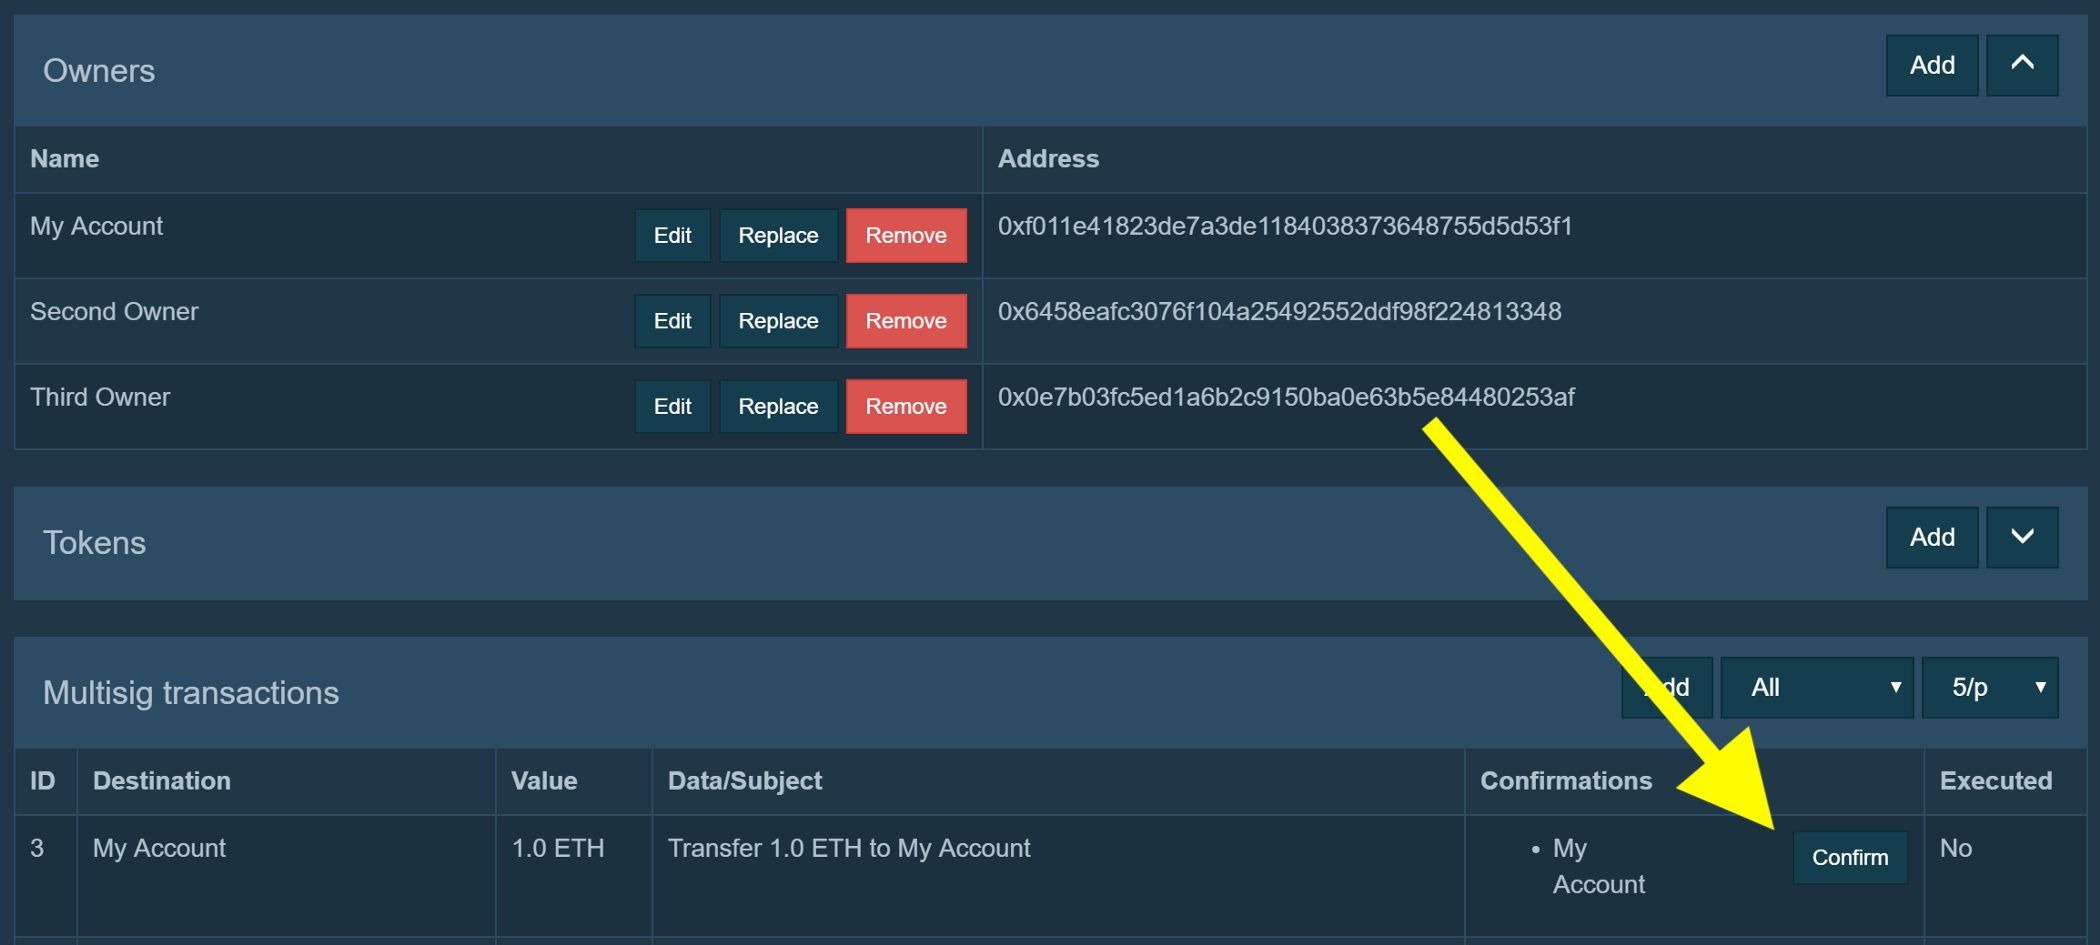 Owners
Add
Name
Address
My Account
Edit
Replace
Remove
0xf011e41823de7a3de1184038373648755d5d53f1
Second Owner
Edit
Replace
Remove
0x6458eafc3076f104a25492552ddf98f224813348
Third Owner
Edit
Replace
Remove
0x0e7b03fc5ed1a6b2c9150ba0e63b5e84480253af
Tokens
Add
Multisig transactions
Add
All
5/p
ID
Destination
Value
Data/Subject
Confirmations
Executed
3
My Account
1.0 ETH
Transfer 1.0 ETH to My Account
• My
Account
Confirm
No